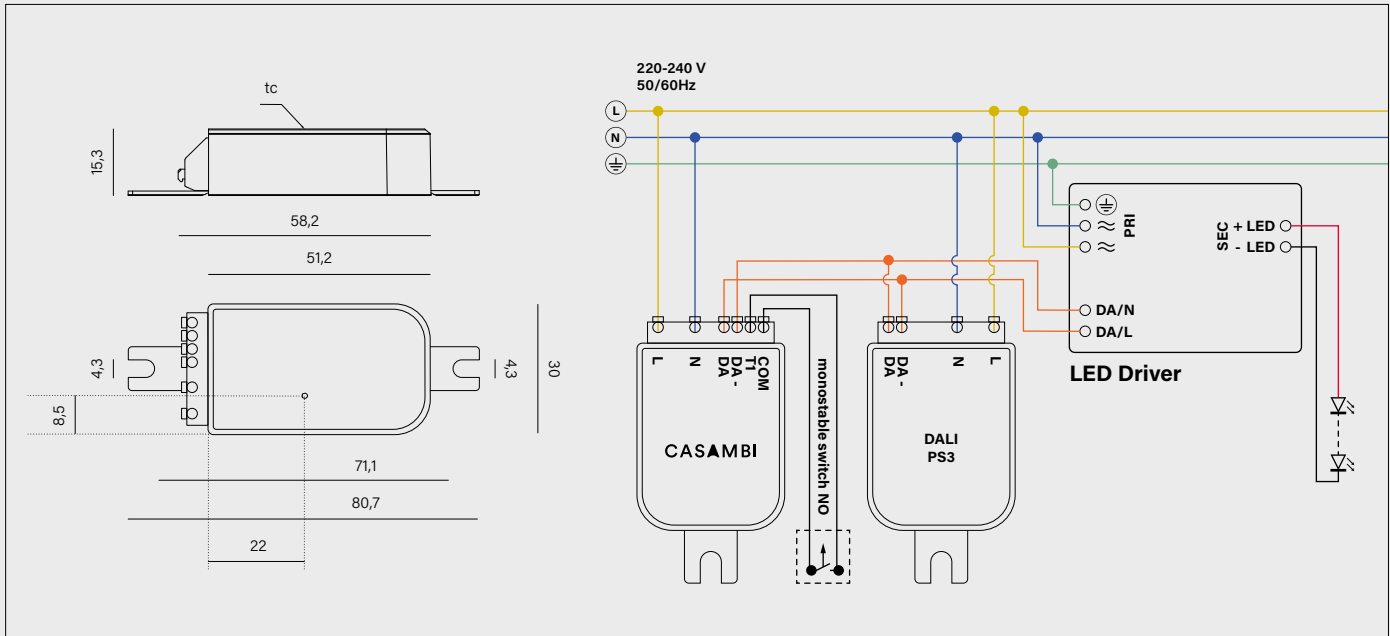 tc
15,3
58,2
51,2
4,3
4,3
30
8,5
71,1
80,7
22
220-240 V
50/60Hz
L
N
L
N
DA
DA -
T1
COM
CASAMBI
monostable switch NO
DA
DA -
N
L
DALI
PS3
PRI
SEC
+ LED
- LED
DA/N
DA/L
LED Driver